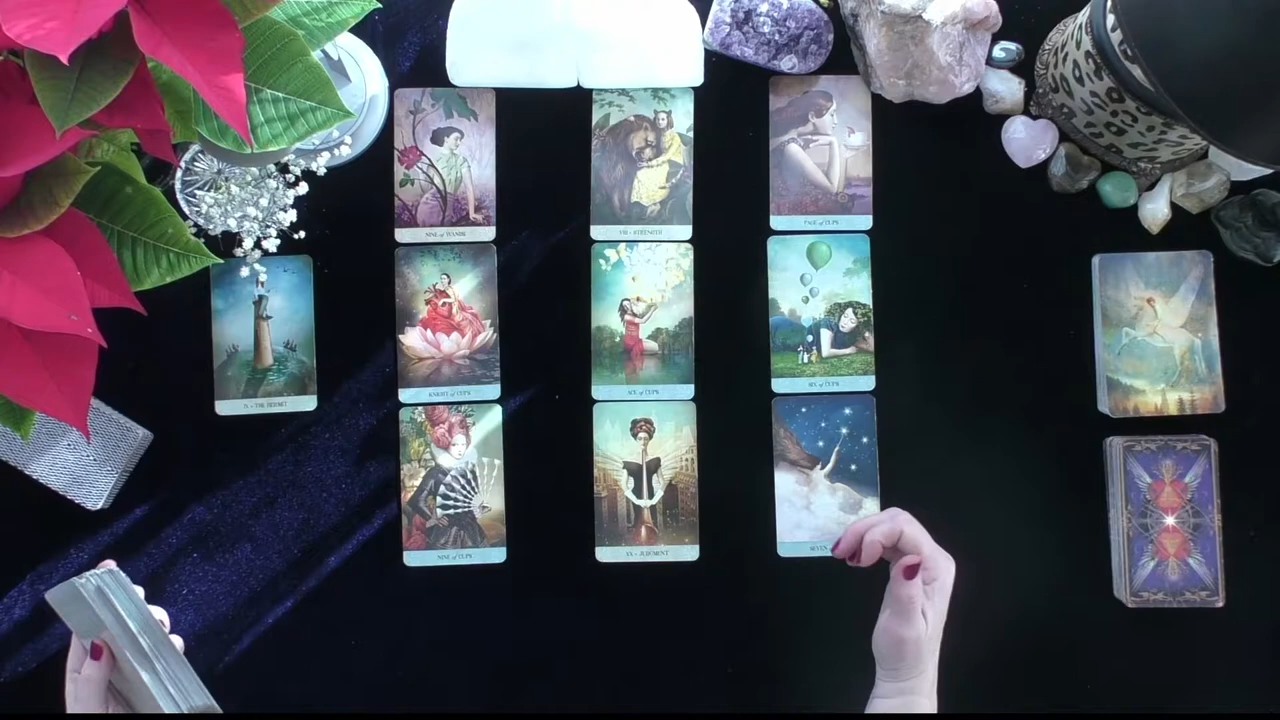 NINE of WANDS
VIII • STRENGTH
PAGE of CUPS
IX • THE HERMIT
KNIGHT of CUPS
ACE of CUPS
SIX of CUPS
NINE of CUPS
XX • JUDGMENT
SEVEN